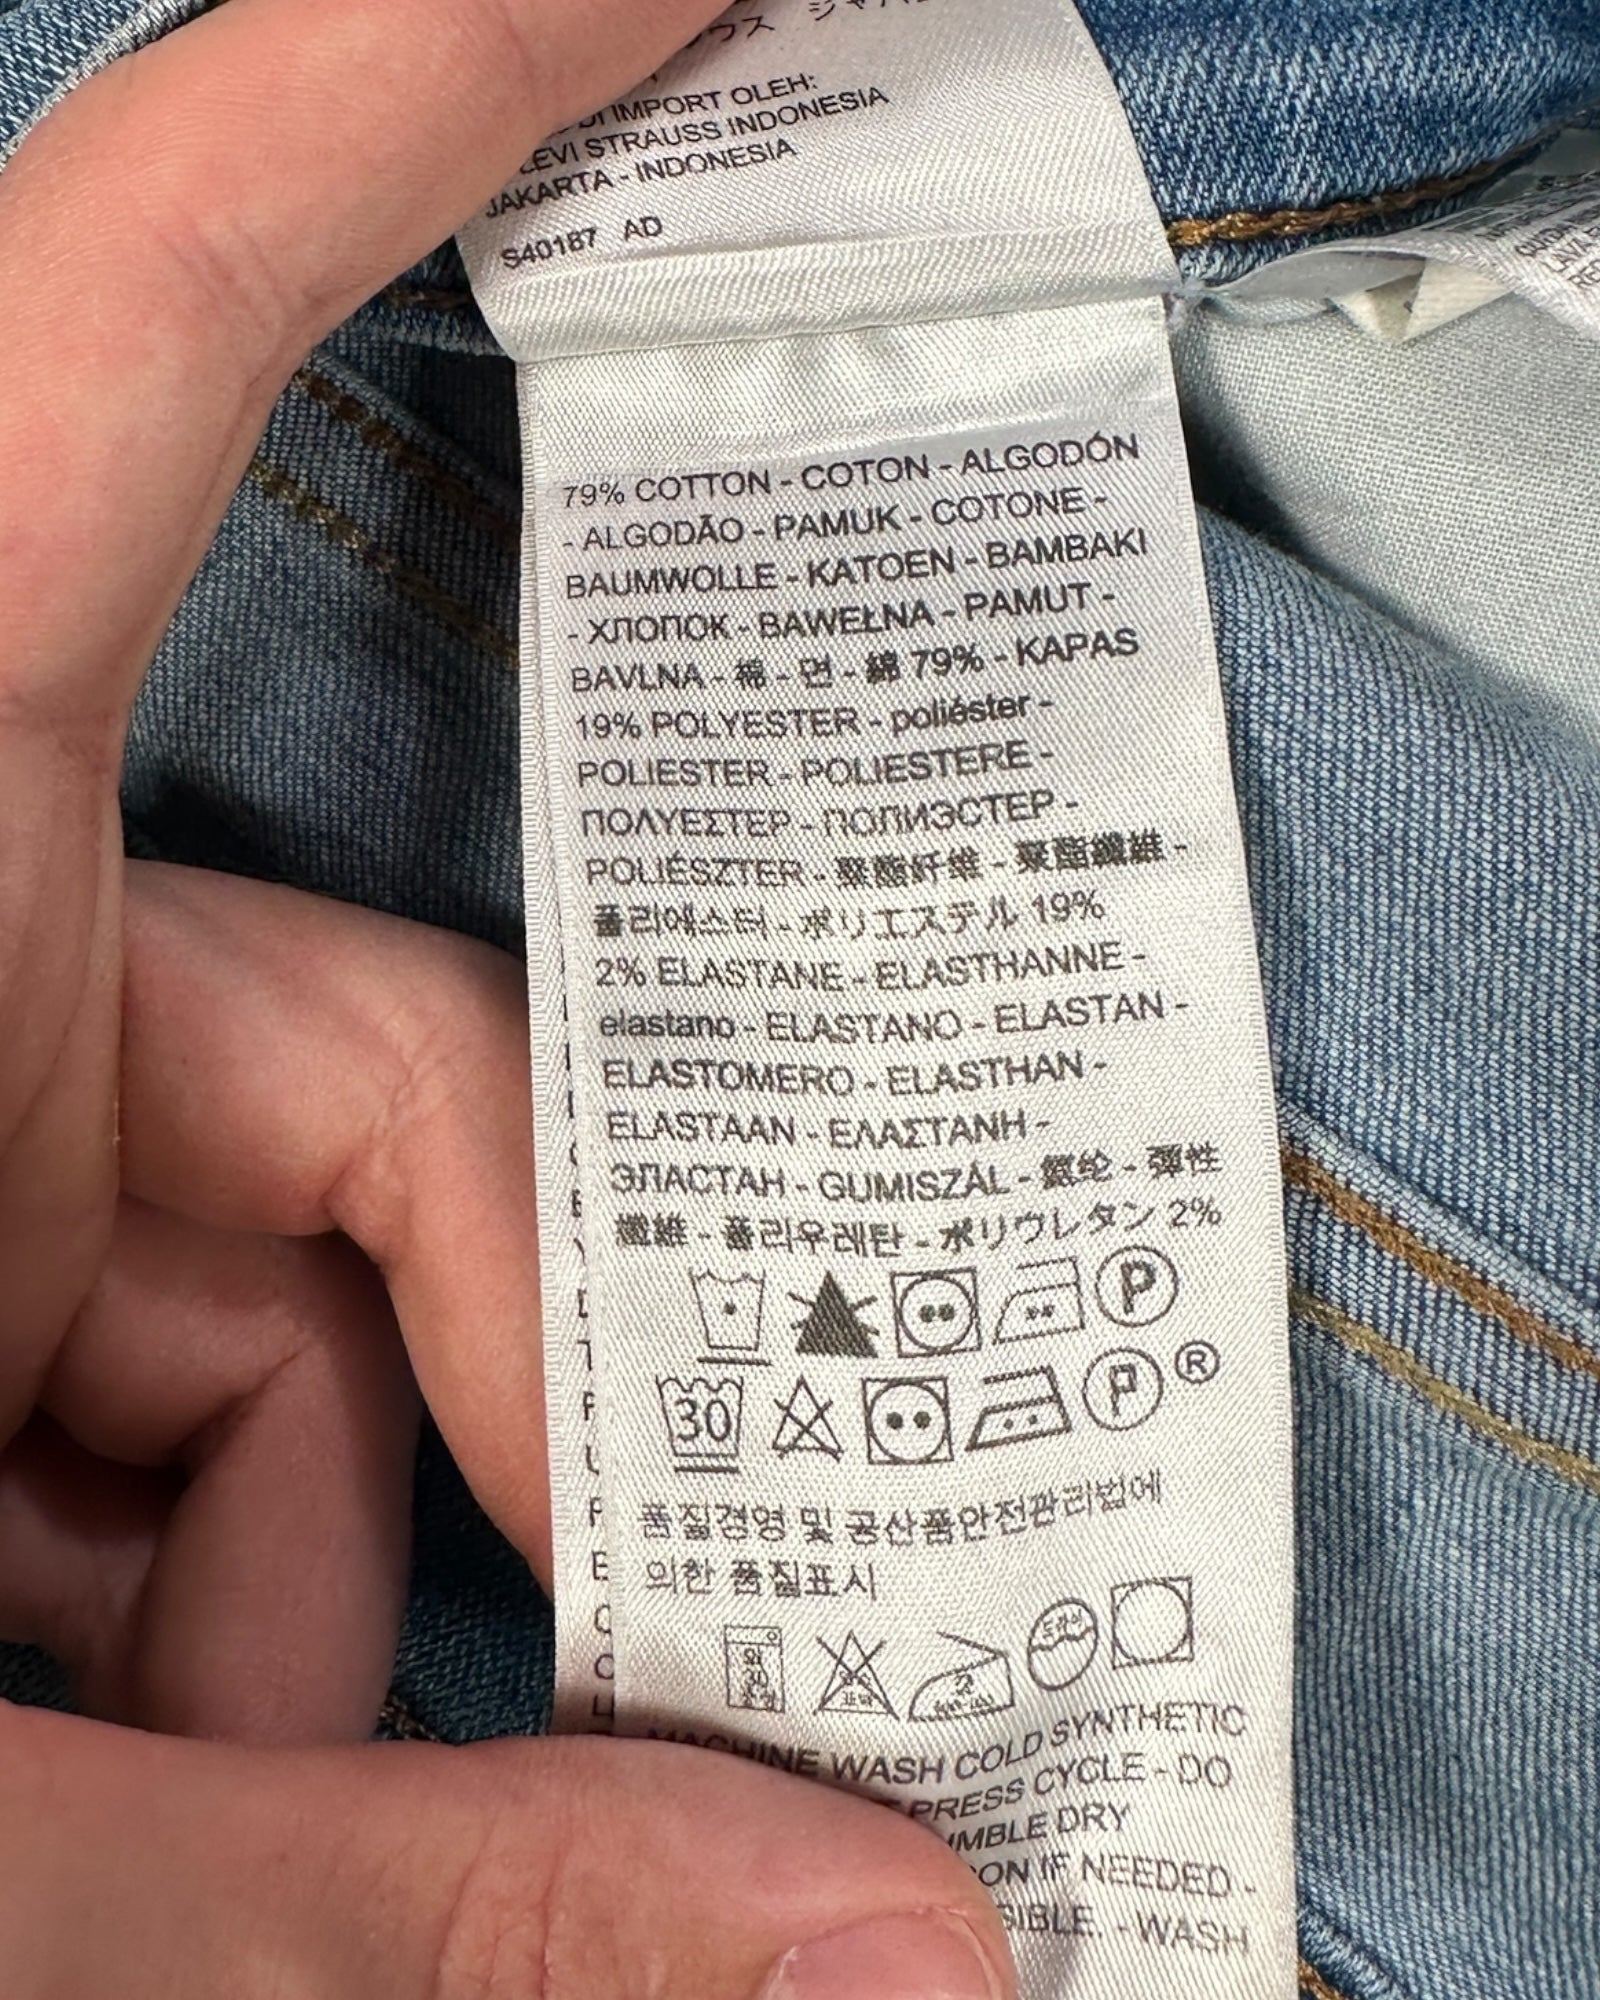 DI IMPORT OLEH:
LEVI STRAUSS INDONESIA
JAKARTA - INDONESIA
S40187 AD
79% COTTON - COTON - ALGODÓN
- ALGODÃO - PAMUK - COTONE -
BAUMWOLLE - KATOEN - BAMBAKI
- ХЛОПОК - BAWEŁNA - PAMUT -
BAVLNA - 棉 - 면 - 綿 79% - KAPAS
19% POLYESTER - poliéster -
POLIESTER - POLIESTERE -
ΠΟΛΥΕΣΤΕΡ - ПОЛИЭСТЕР -
POLIÉSZTER - 聚酯纤维 - 聚酯纖維 -
폴리에스터 - ポリエステル 19%
2% ELASTANE - ELASTHANNE -
elastano - ELASTANO - ELASTAN -
ELASTOMERO - ELASTHAN -
ELASTAAN - ΕΛΑΣΤΑΝΗ -
ЭЛАСТАН - GUMISZÁL - 氨纶 - 彈性
纖維 - 폴리우레탄 - ポリウレタン 2%
P
30 P ®
품질경영 및 공산품안전관리법에
의한 품질표시
드라이
MACHINE WASH COLD SYNTHETIC
PRESS CYCLE - DO
DRY
IF NEEDED -
- WASH